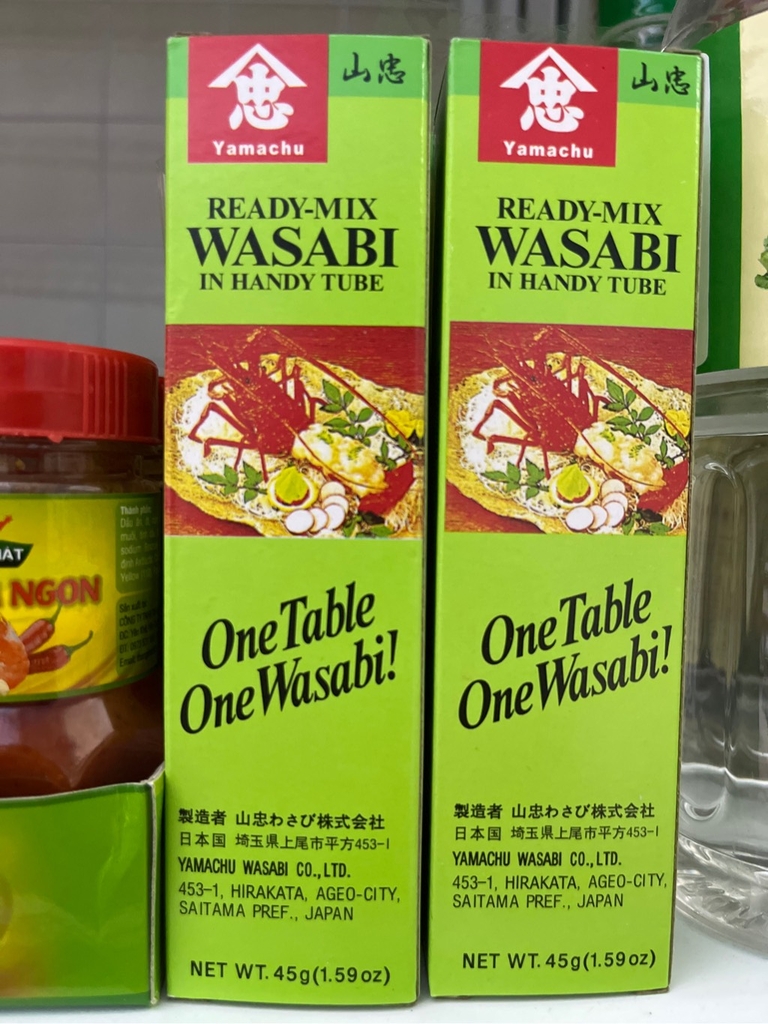 忠
Yamachu
山忠
READY-MIX
WASABI
IN HANDY TUBE
One Table
One Wasabi!
製造者 山忠わさび株式会社
日本国 埼玉県上尾市平方453-1
YAMACHU WASABI CO.,LTD.
453-1, HIRAKATA, AGEO-CITY,
SAITAMA PREF., JAPAN
NET WT. 45g(1.59oz)
忠
Yamachu
山忠
READY-MIX
WASABI
IN HANDY TUBE
One Table
One Wasabi!
製造者 山忠わさび株式会社
日本国 埼玉県上尾市平方453-1
YAMACHU WASABI CO.,LTD.
453-1, HIRAKATA, AGEO-CITY,
SAITAMA PREF., JAPAN
NET WT. 45g(1.59oz)
NGON
Thành phần